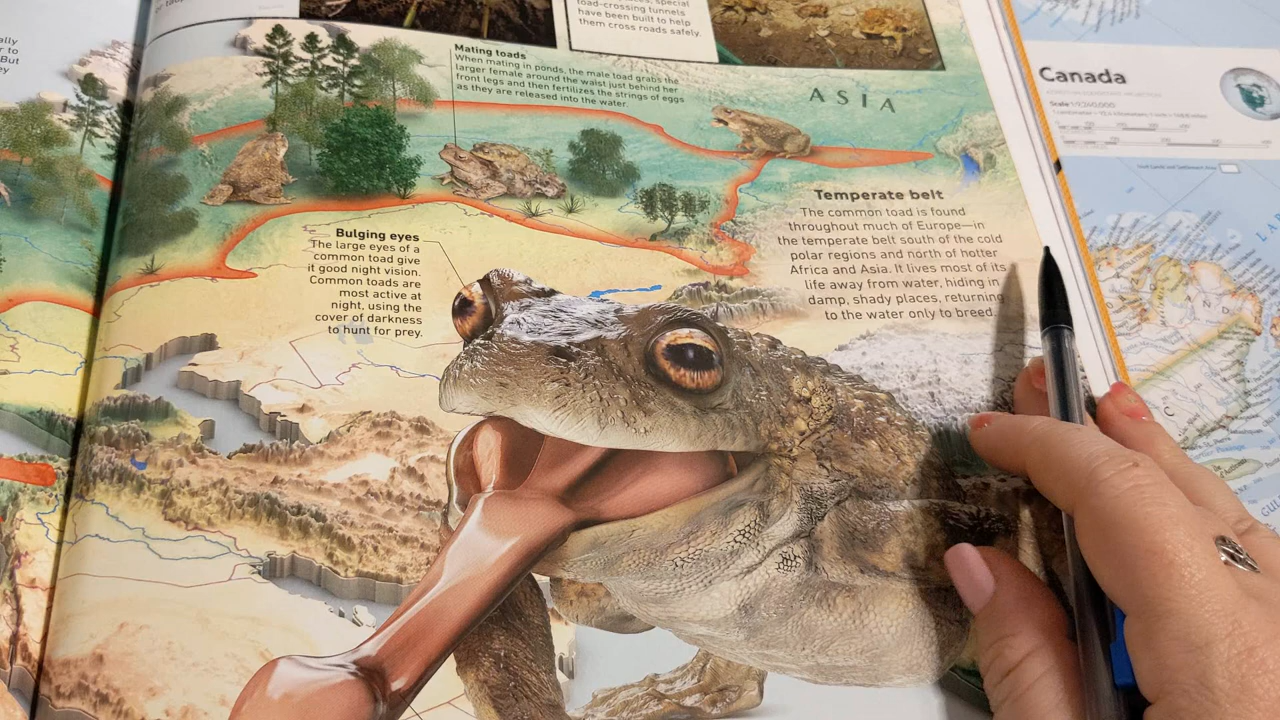 ally
r to
But
ey
special
toad-crossing tunnels
have been built to help
them cross roads safely.
Mating toads
When mating in ponds, the male toad grabs the
larger female around the waist just behind her
front legs and then fertilizes the strings of eggs
as they are released into the water.
ASIA
Temperate belt
The common toad is found
throughout much of Europe—in
the temperate belt south of the cold
polar regions and north of hotter
Africa and Asia. It lives most of its
life away from water, hiding in
damp, shady places, returning
to the water only to breed.
Bulging eyes
The large eyes of a
common toad give
it good night vision.
Common toads are
most active at
night, using the
cover of darkness
to hunt for prey.
Canada